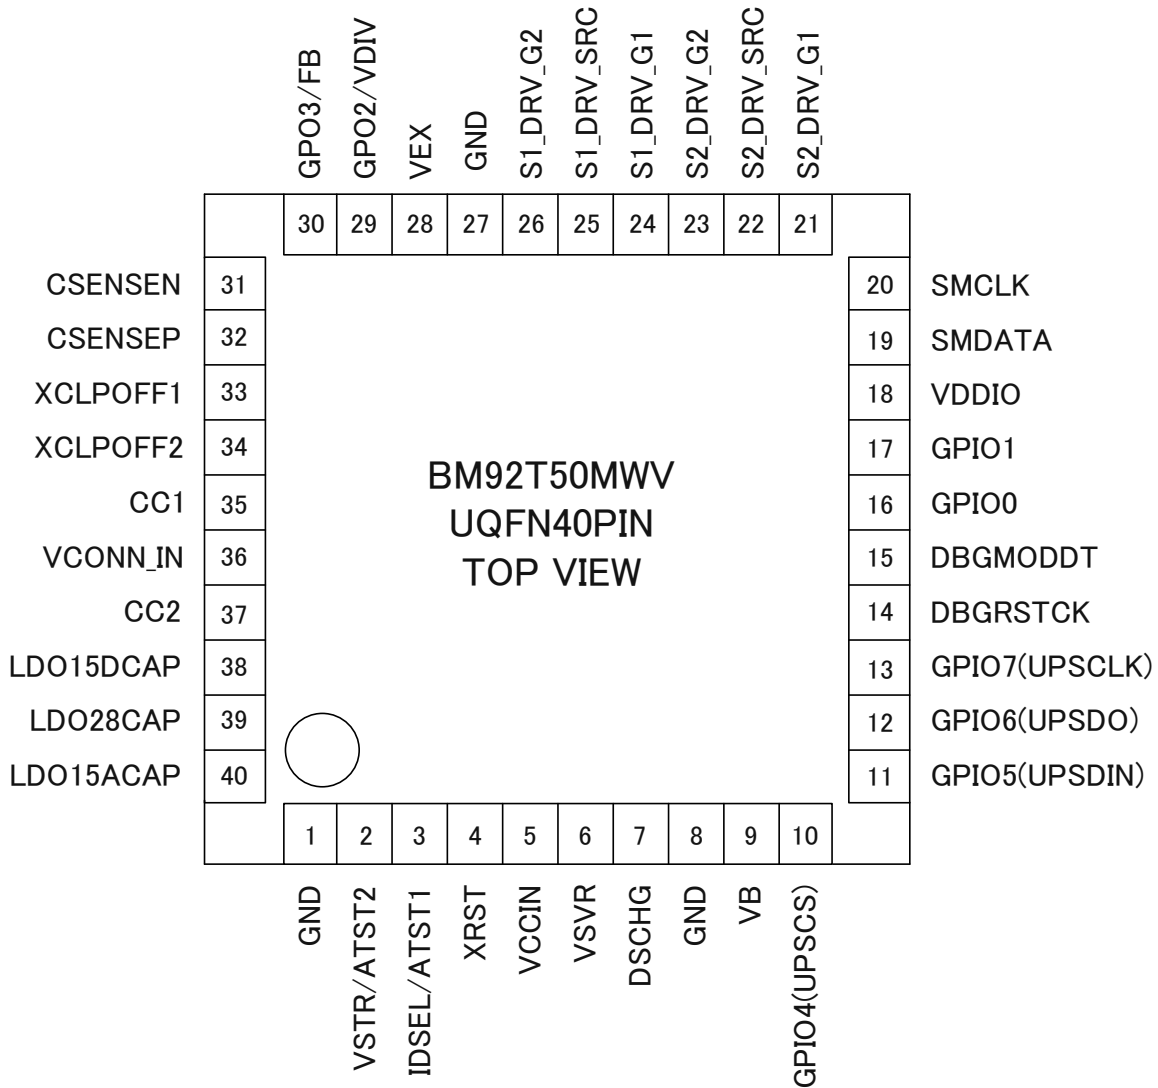 GPO3/FB
GPO2/VDIV
VEX
GND
S1_DRV_G2
S1_DRV_SRC
S1_DRV_G1
S2_DRV_G2
S2_DRV_SRC
S2_DRV_G1
30 29 28 27 26 25 24 23 22 21
CSENSEN 31
CSENSEP 32
XCLPOFF1 33
XCLPOFF2 34
CC1 35
VCONN_IN 36
CC2 37
LDO15DCAP 38
LDO28CAP 39
LDO15ACAP 40
BM92T50MWV
UQFN40PIN
TOP VIEW
20 SMCLK
19 SMDATA
18 VDDIO
17 GPIO1
16 GPIO0
15 DBGMODDT
14 DBGRSTCK
13 GPIO7(UPSCLK)
12 GPIO6(UPSDO)
11 GPIO5(UPSDIN)
1 2 3 4 5 6 7 8 9 10
GND
VSTR/ATST2
IDSEL/ATST1
XRST
VCCIN
VSVR
DSCHG
GND
VB
GPIO4(UPSCS)